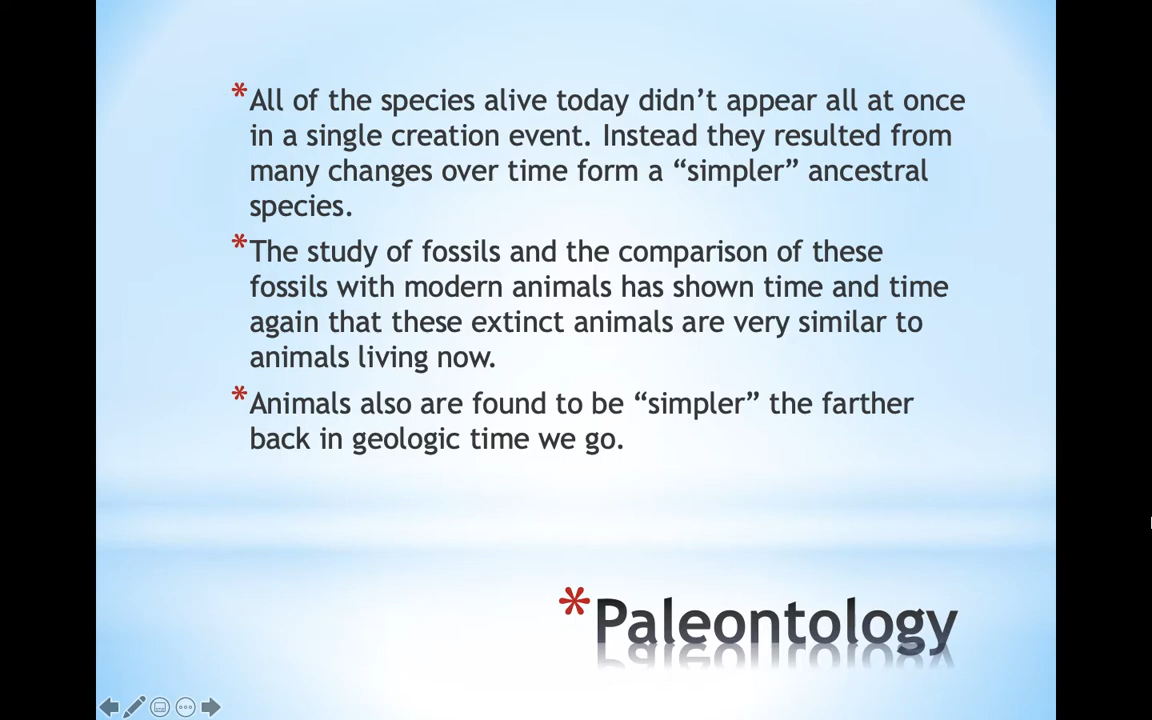 *All of the species alive today didn’t appear all at once
in a single creation event. Instead they resulted from
many changes over time form a “simpler” ancestral
species.
*The study of fossils and the comparison of these
fossils with modern animals has shown time and time
again that these extinct animals are very similar to
animals living now.
*Animals also are found to be “simpler” the farther
back in geologic time we go.
*Paleontology